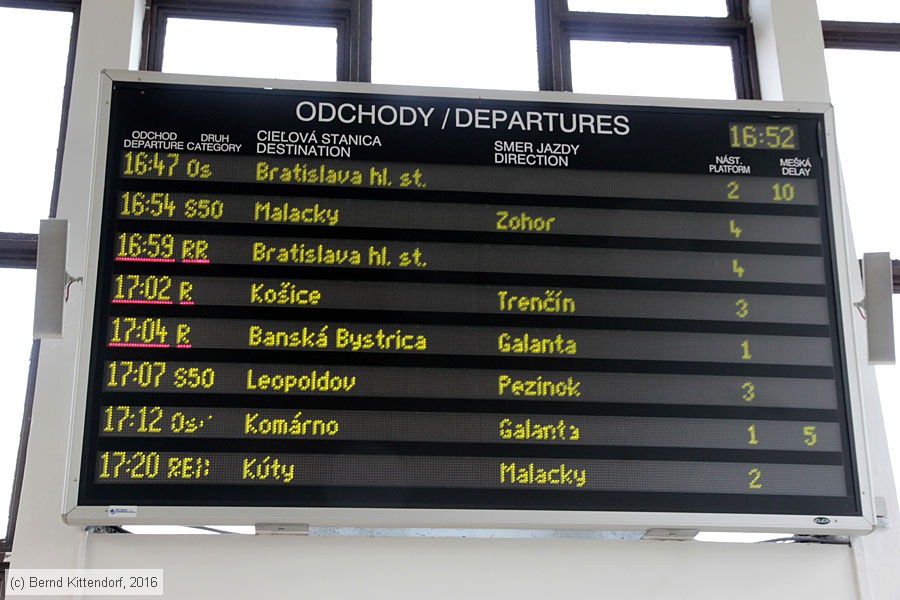 ODCHODY / DEPARTURES
16:52
ODCHOD DRUH CIEĽOVÁ STANICA SMER JAZDY NÁST. MEŠKÁ
DEPARTURE CATEGORY DESTINATION DIRECTION PLATFORM DELAY
16:47 Os Bratislava hl. st. 2 10
16:54 S50 Malacky Zohor 4
16:59 RR Bratislava hl. st. 4
17:02 R Košice Trenčín 3
17:04 R Banská Bystrica Galanta 1
17:07 S50 Leopoldov Pezinok 3
17:12 Os Komárno Galanta 1 5
17:20 Kúty Malacky 2
(c) Bernd Kittendorf, 2016